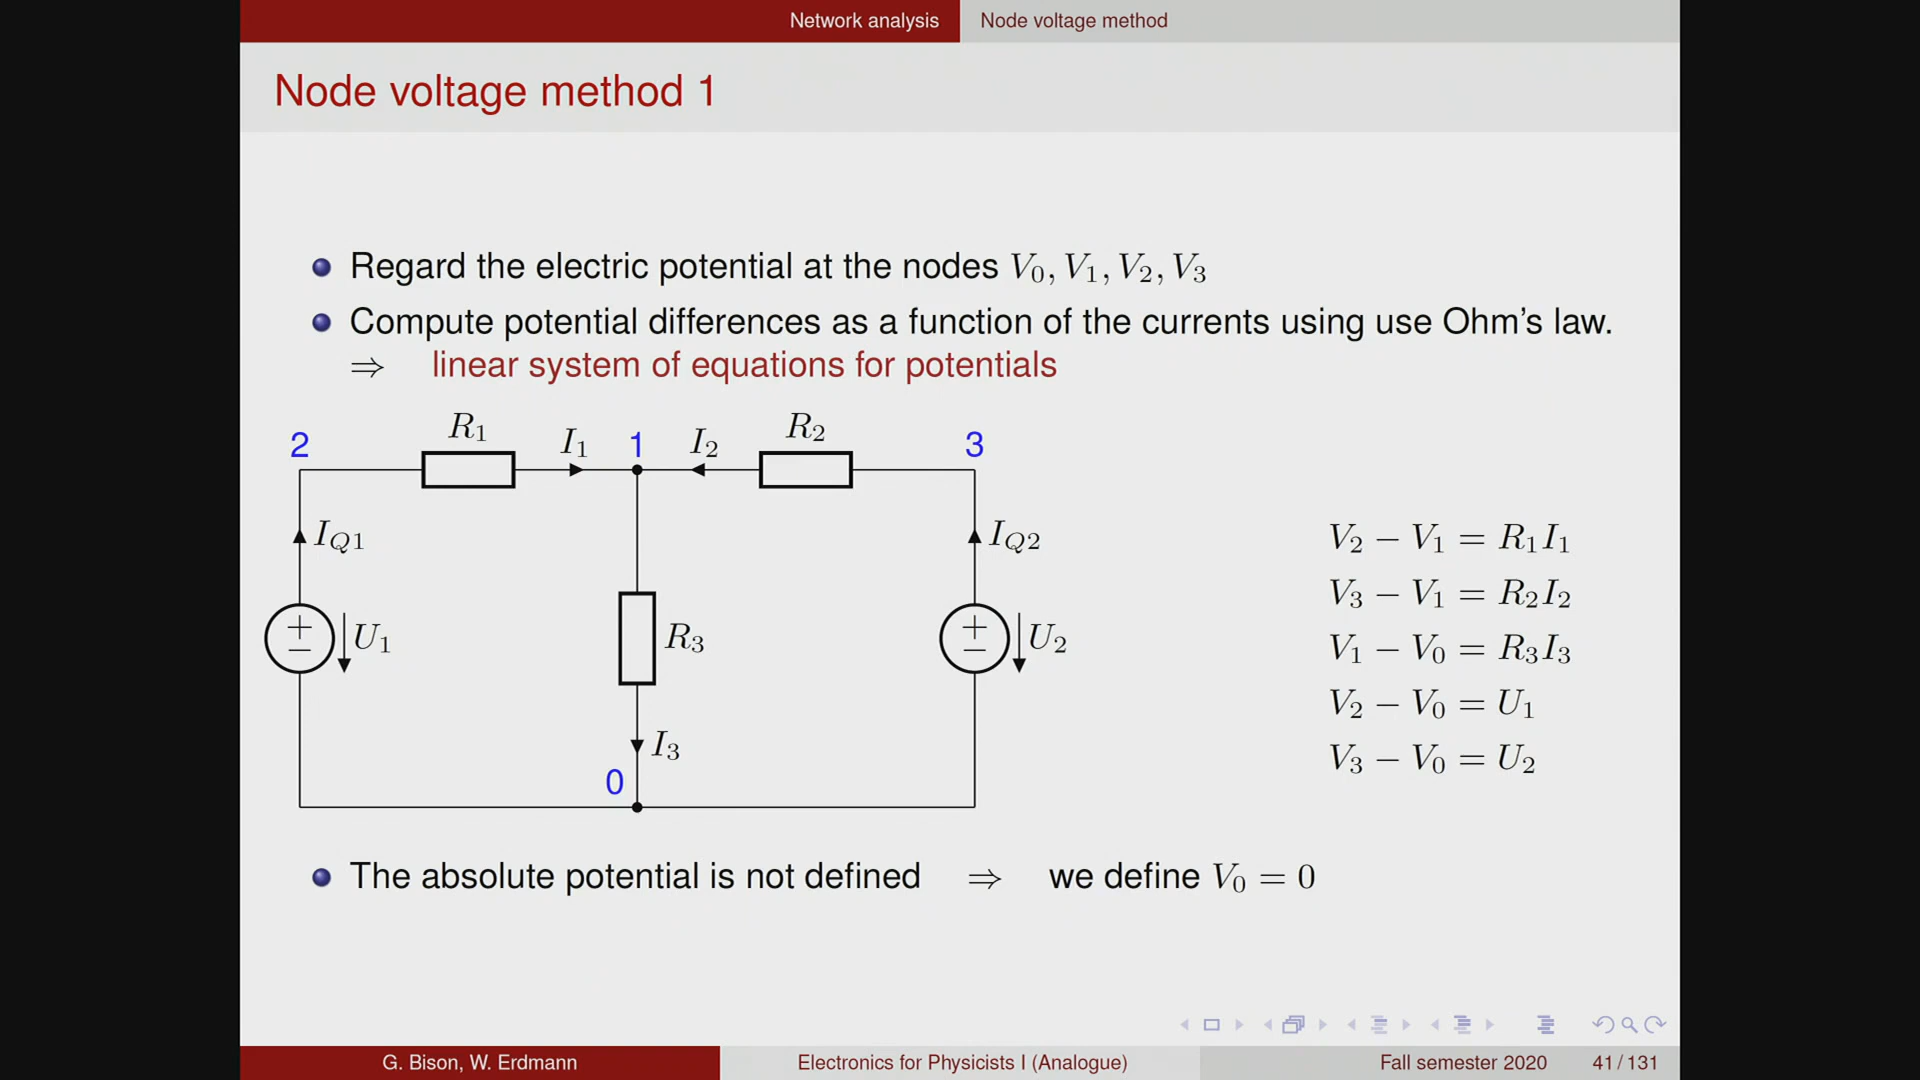 Network analysis Node voltage method
Node voltage method 1
Regard the electric potential at the nodes V₀, V₁, V₂, V₃
Compute potential differences as a function of the currents using use Ohm's law.
⇒ linear system of equations for potentials
2 R₁ I₁ 1 I₂ R₂ 3
I_Q1 I_Q2
V₂ − V₁ = R₁I₁
V₃ − V₁ = R₂I₂
+ − U₁ R₃ + − U₂
V₁ − V₀ = R₃I₃
V₂ − V₀ = U₁
I₃
V₃ − V₀ = U₂
0
The absolute potential is not defined ⇒ we define V₀ = 0
G. Bison, W. Erdmann Electronics for Physicists I (Analogue) Fall semester 2020 41 / 131